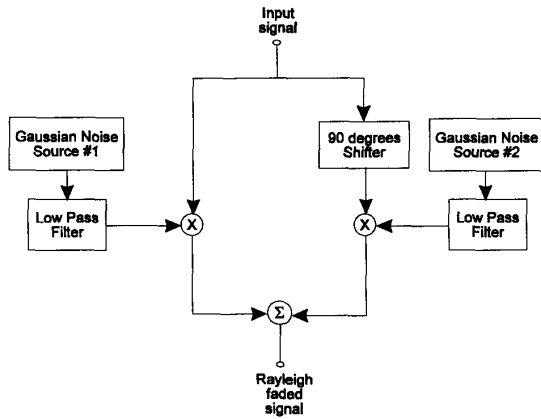 Input
signal
Gaussian Noise
Source #1
90 degrees
Shifter
Gaussian Noise
Source #2
Low Pass
Filter
X
X
Low Pass
Filter
Σ
Rayleigh
faded
signal